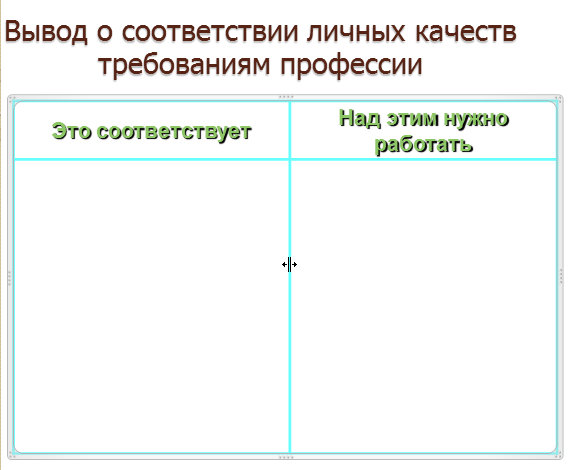 Вывод о соответствии личных качеств
требованиям профессии
Это соответствует
Над этим нужно
работать